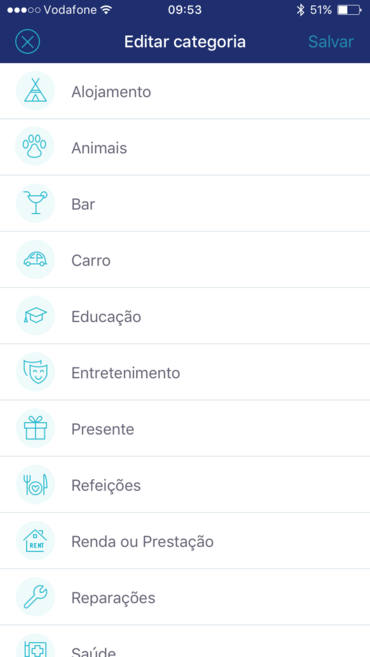 Vodafone 09:53 51%
Editar categoria Salvar
Alojamento
Animais
Bar
Carro
Educação
Entretenimento
Presente
Refeições
RENT Renda ou Prestação
Reparações
Saúde